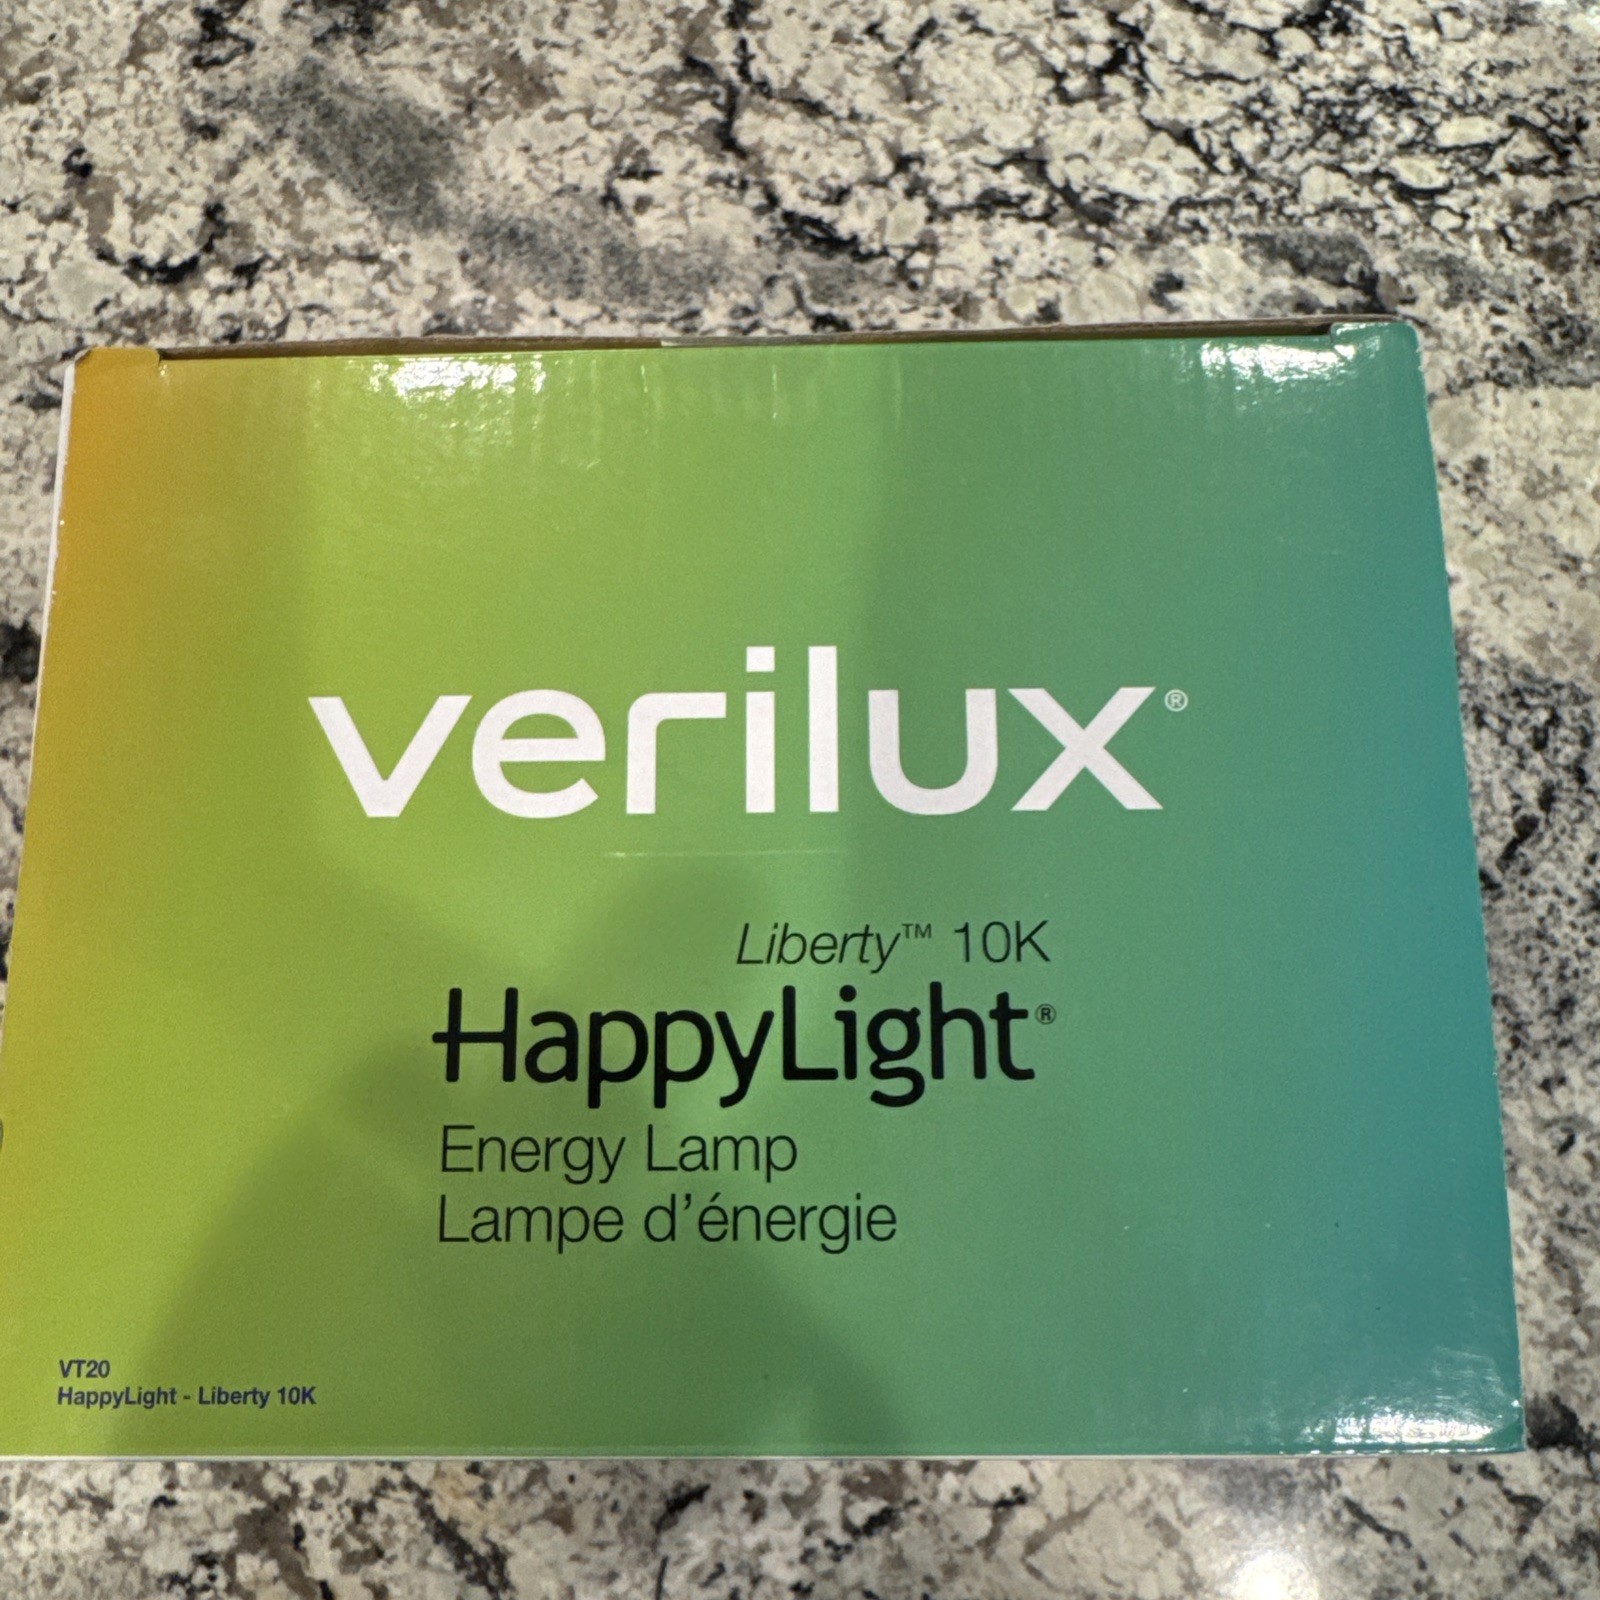 verilux®
Liberty™ 10K
HappyLight®
Energy Lamp
Lampe d'énergie
VT20
HappyLight - Liberty 10K